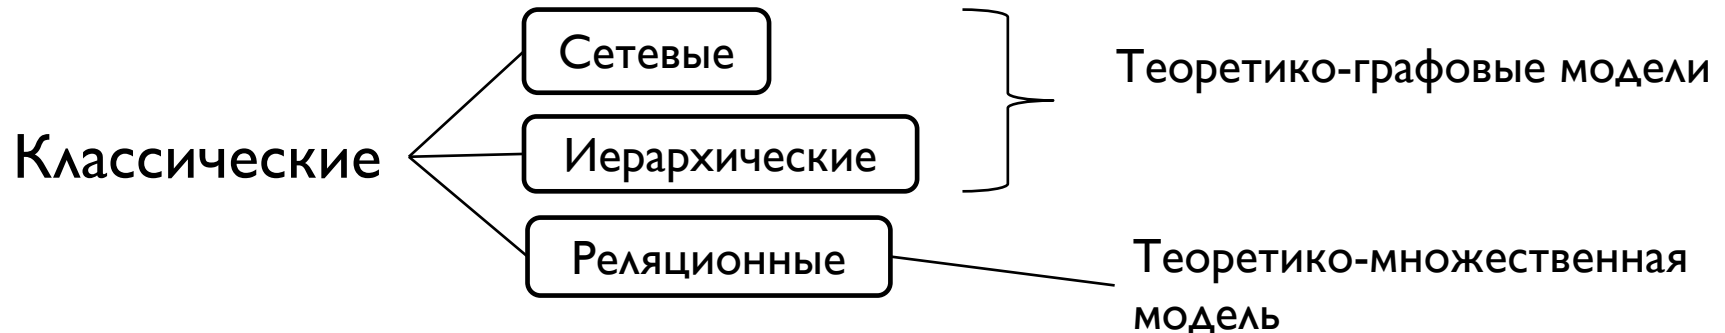 Классические
Сетевые
Иерархические
Реляционные
Теоретико-графовые модели
Теоретико-множественная
модель